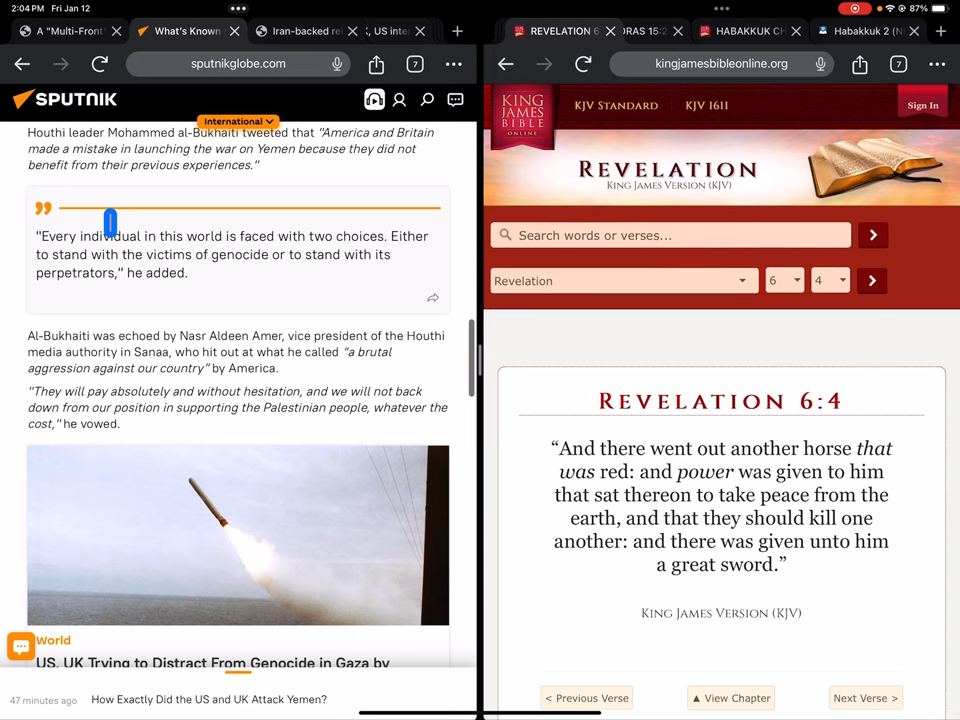 2:04 PM Fri Jan 12
87%
A "Multi-Front
What's Known
Iran-backed re
, US inte
REVELATION 6
DRAS 15:2
HABAKKUK CH
Habakkuk 2 (N
sputnikglobe.com
7
kingjamesbibleonline.org
7
SPUTNIK
International
Houthi leader Mohammed al-Bukhaiti tweeted that "America and Britain
made a mistake in launching the war on Yemen because they did not
benefit from their previous experiences."
"Every individual in this world is faced with two choices. Either
to stand with the victims of genocide or to stand with its
perpetrators," he added.
Al-Bukhaiti was echoed by Nasr Aldeen Amer, vice president of the Houthi
media authority in Sanaa, who hit out at what he called "a brutal
aggression against our country" by America.
"They will pay absolutely and without hesitation, and we will not back
down from our position in supporting the Palestinian people, whatever the
cost," he vowed.
World
US, UK Trying to Distract From Genocide in Gaza by
47 minutes ago How Exactly Did the US and UK Attack Yemen?
KING
JAMES
BIBLE
ONLINE
KJV STANDARD
KJV 1611
Sign In
REVELATION
KING JAMES VERSION (KJV)
Search words or verses...
Revelation 6 4
REVELATION 6:4
“And there went out another horse that
was red: and power was given to him
that sat thereon to take peace from the
earth, and that they should kill one
another: and there was given unto him
a great sword.”
KING JAMES VERSION (KJV)
< Previous Verse
▲ View Chapter
Next Verse >